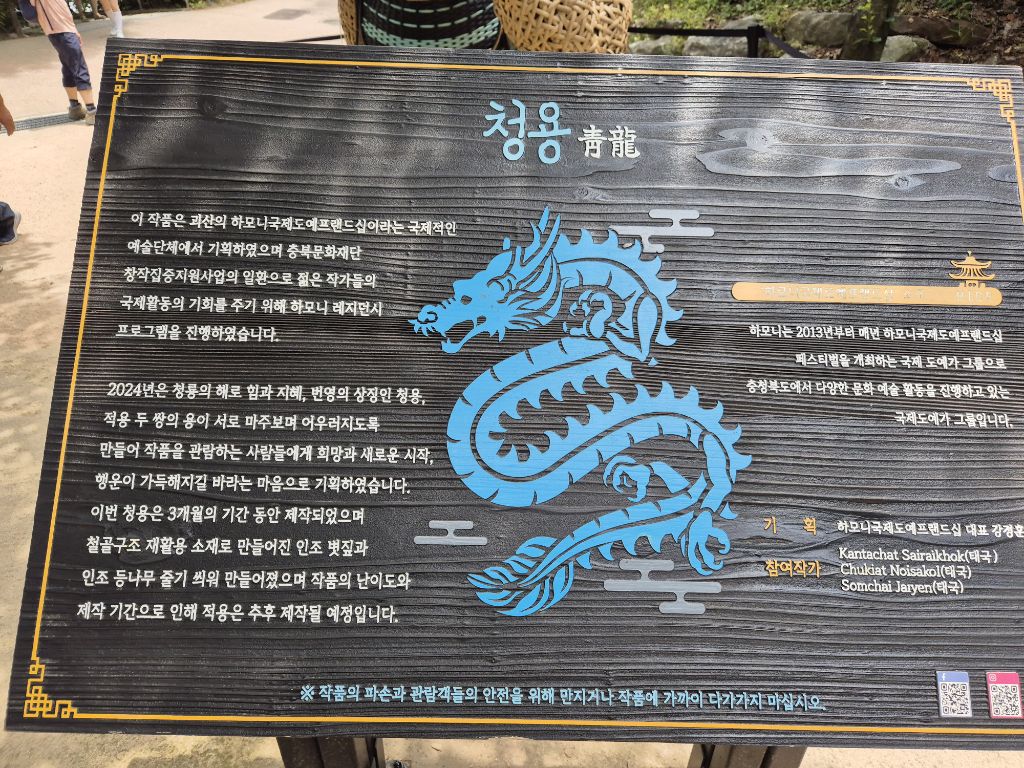 청용 靑龍
이 작품은 괴산의 하모니국제도예프랜드십이라는 국제적인
예술단체에서 기획하였으며 충북문화재단
창작집중지원사업의 일환으로 젊은 작가들의
국제활동의 기회를 주기 위해 하모니 레지던시
프로그램을 진행하였습니다.
2024년은 청룡의 해로 힘과 지혜, 번영의 상징인 청용,
적용 두 쌍의 용이 서로 마주보며 어우러지도록
만들어 작품을 관람하는 사람들에게 희망과 새로운 시작,
행운이 가득해지길 바라는 마음으로 기획하였습니다.
이번 청용은 3개월의 기간 동안 제작되었으며
철골구조 재활용 소재로 만들어진 인조 볏짚과
인조 등나무 줄기 씌워 만들어졌으며 작품의 난이도와
제작 기간으로 인해 적용은 추후 제작될 예정입니다.
하모니국제도예프랜드십
하모니는 2013년부터 매년 하모니국제도예프랜드십
페스티벌을 개최하는 국제 도예가 그룹으로
충청북도에서 다양한 문화 예술 활동을 진행하고 있는
국제도예가 그룹입니다.
기 획 하모니국제도예프랜드십 대표 강경훈
참여작가 Kantachat Sairaikhok(태국)
Chukiat Noisakol(태국)
Somchai Jaryen(태국)
※ 작품의 파손과 관람객들의 안전을 위해 만지거나 작품에 가까이 다가가지 마십시오.